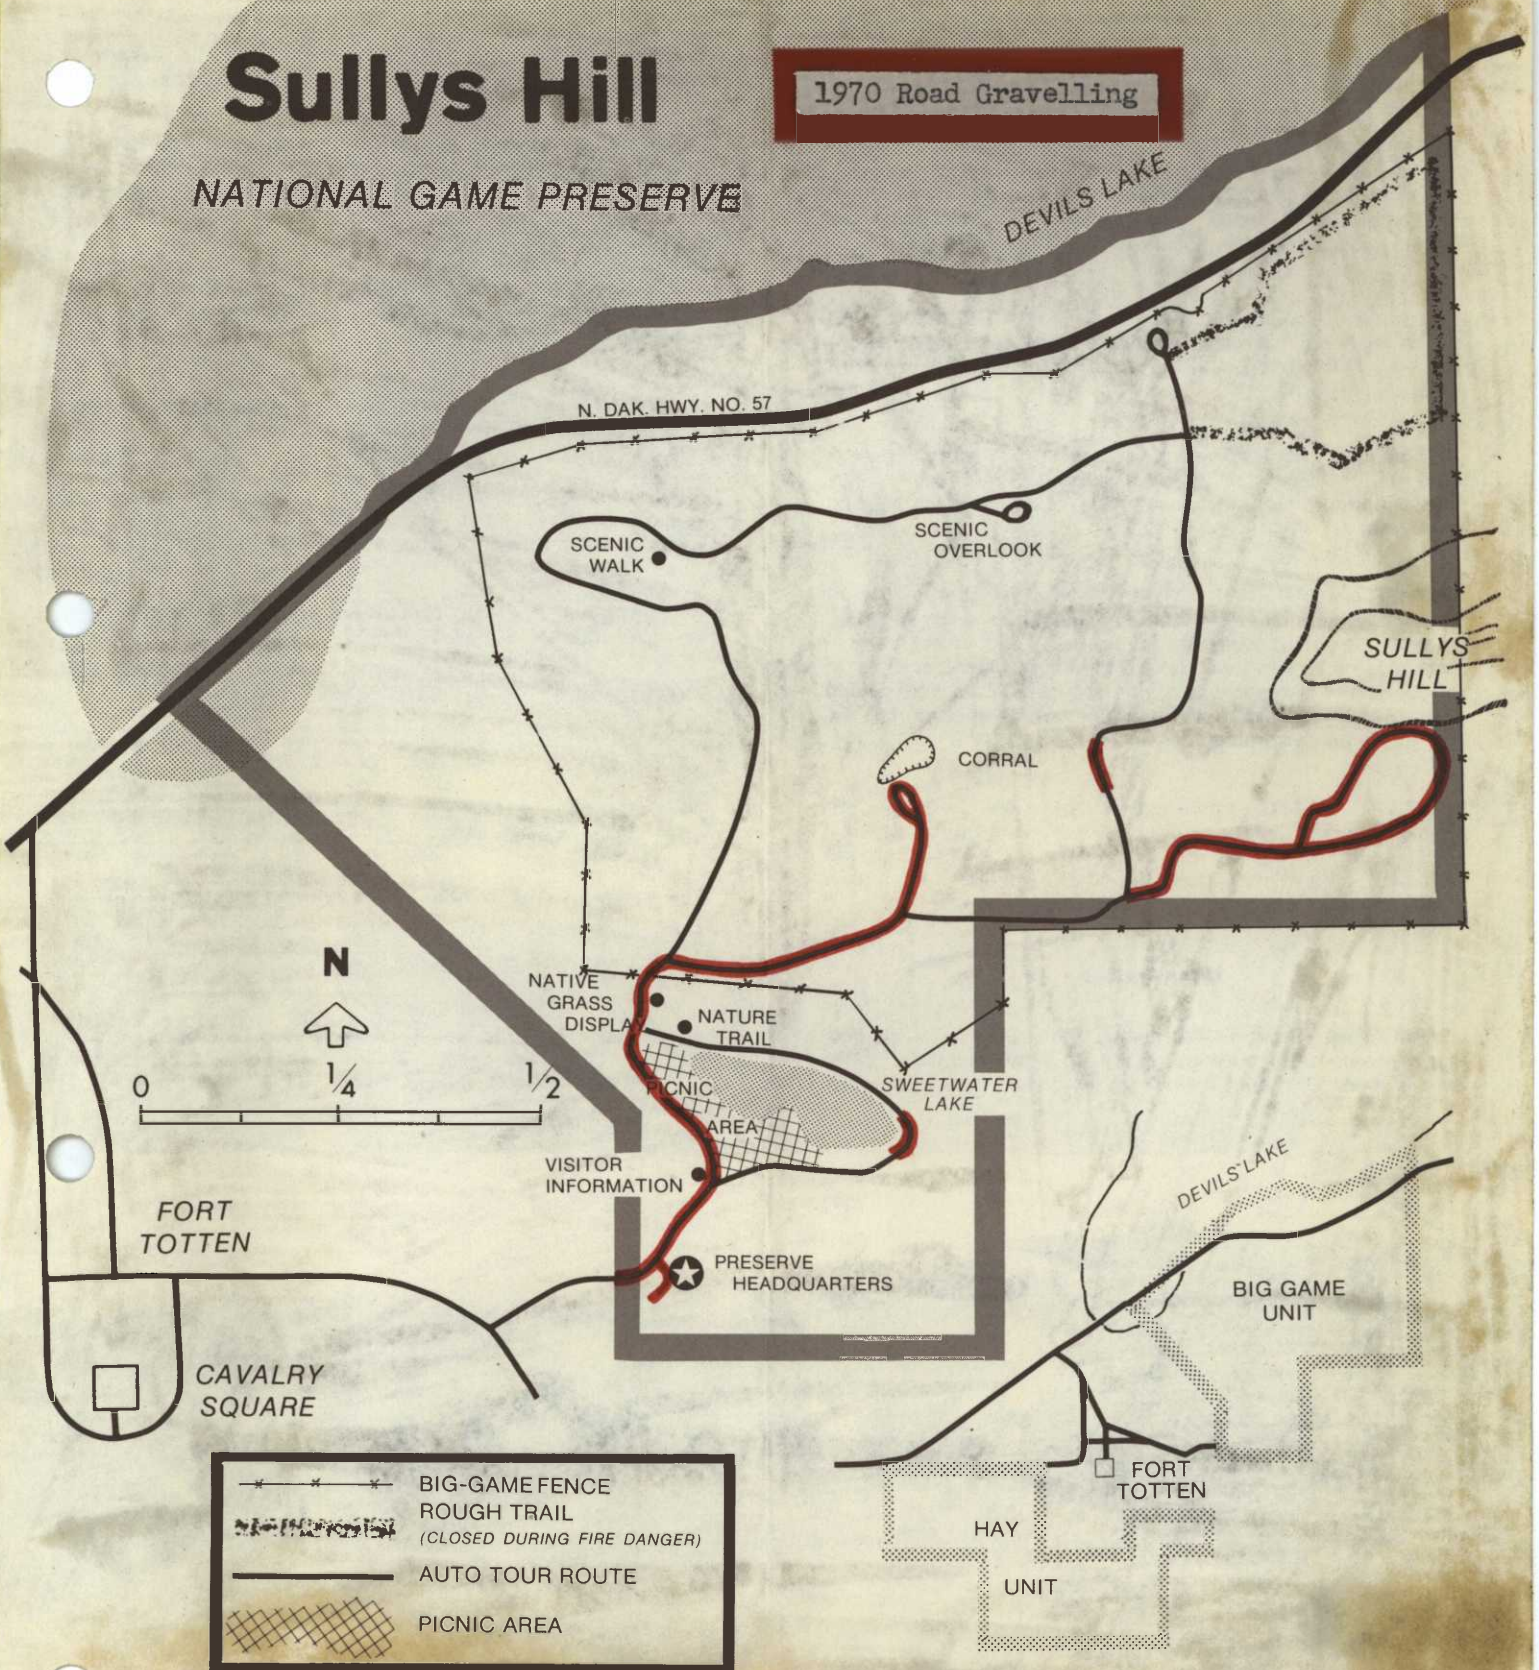 Sullys Hill
NATIONAL GAME PRESERVE
1970 Road Gravelling
DEVILS LAKE
N. DAK. HWY. NO. 57
SCENIC
WALK
SCENIC
OVERLOOK
SULLYS
HILL
CORRAL
N
NATIVE
GRASS
DISPLAY
NATURE
TRAIL
0
1/4
1/2
PICNIC
AREA
SWEETWATER
LAKE
VISITOR
INFORMATION
FORT
TOTTEN
PRESERVE
HEADQUARTERS
CAVALRY
SQUARE
DEVILS LAKE
BIG GAME
UNIT
FORT
TOTTEN
HAY
UNIT
BIG-GAME FENCE
ROUGH TRAIL
(CLOSED DURING FIRE DANGER)
AUTO TOUR ROUTE
PICNIC AREA